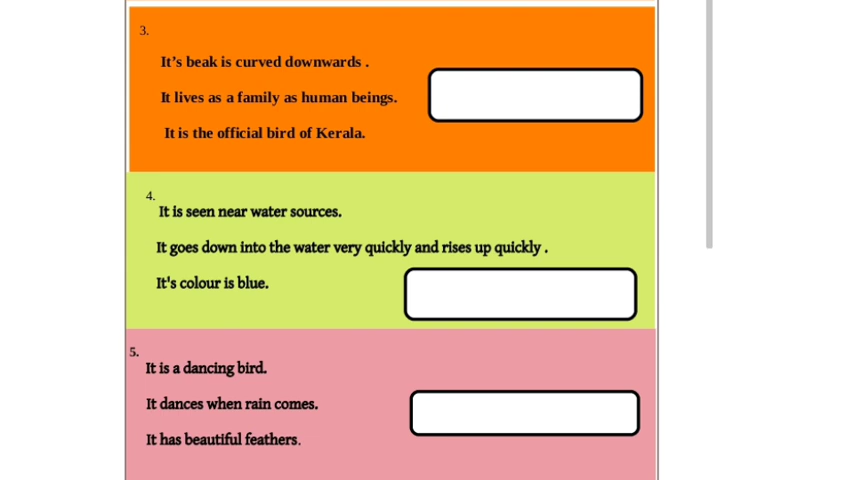 3.
It’s beak is curved downwards .
It lives as a family as human beings.
It is the official bird of Kerala.
4.
It is seen near water sources.
It goes down into the water very quickly and rises up quickly .
It's colour is blue.
5.
It is a dancing bird.
It dances when rain comes.
It has beautiful feathers.